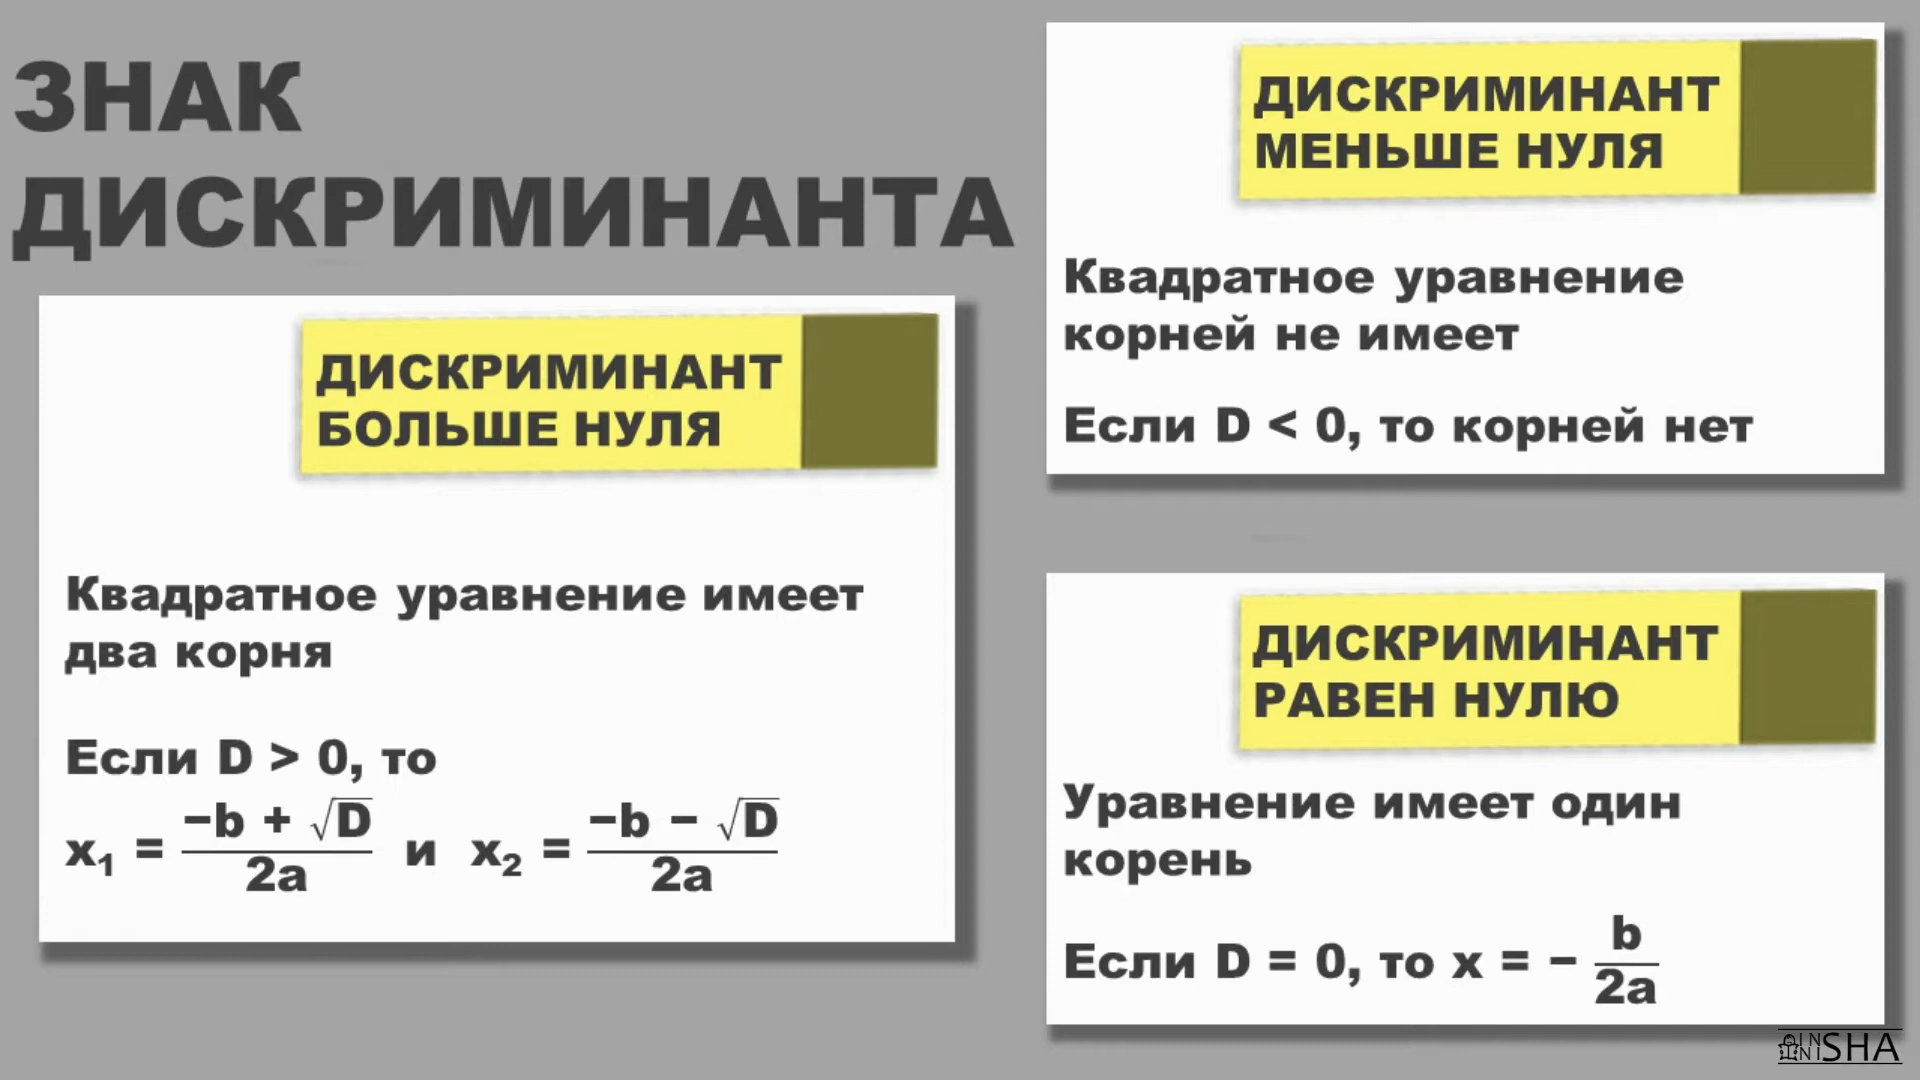 ЗНАК
ДИСКРИМИНАНТА
ДИСКРИМИНАНТ
БОЛЬШЕ НУЛЯ
Квадратное уравнение имеет
два корня
Если D > 0, то
x₁ = (−b + √D)/2a и x₂ = (−b − √D)/2a
ДИСКРИМИНАНТ
МЕНЬШЕ НУЛЯ
Квадратное уравнение
корней не имеет
Если D < 0, то корней нет
ДИСКРИМИНАНТ
РАВЕН НУЛЮ
Уравнение имеет один
корень
Если D = 0, то x = − b/2a
SHA